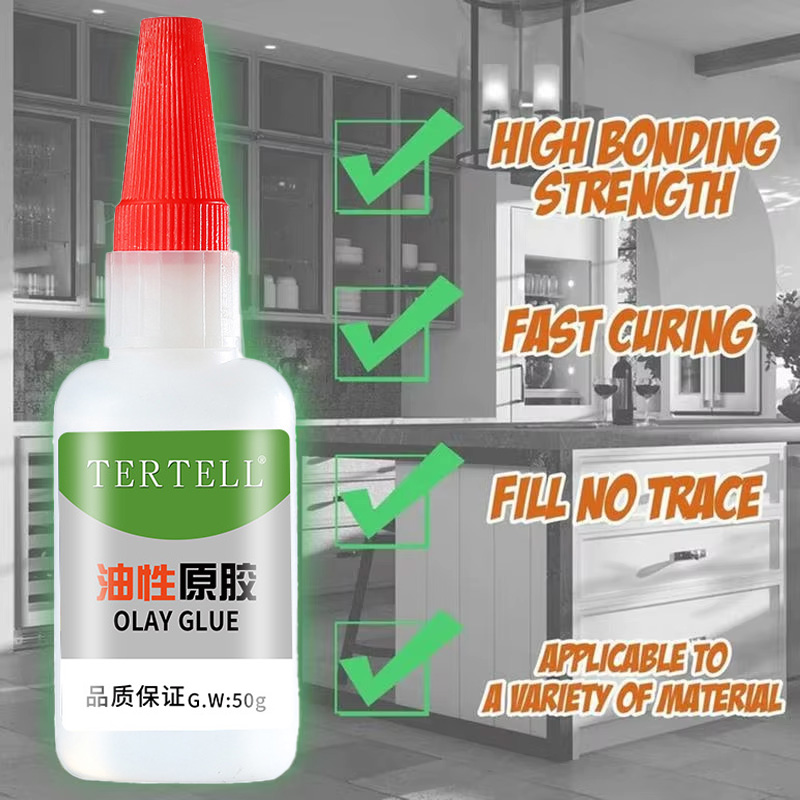 TERTELL®
油性原胶
OLAY GLUE
品质保证G.W:50g
HIGH BONDING
STRENGTH
FAST CURING
FILL NO TRACE
APPLICABLE TO
A VARIETY OF MATERIAL